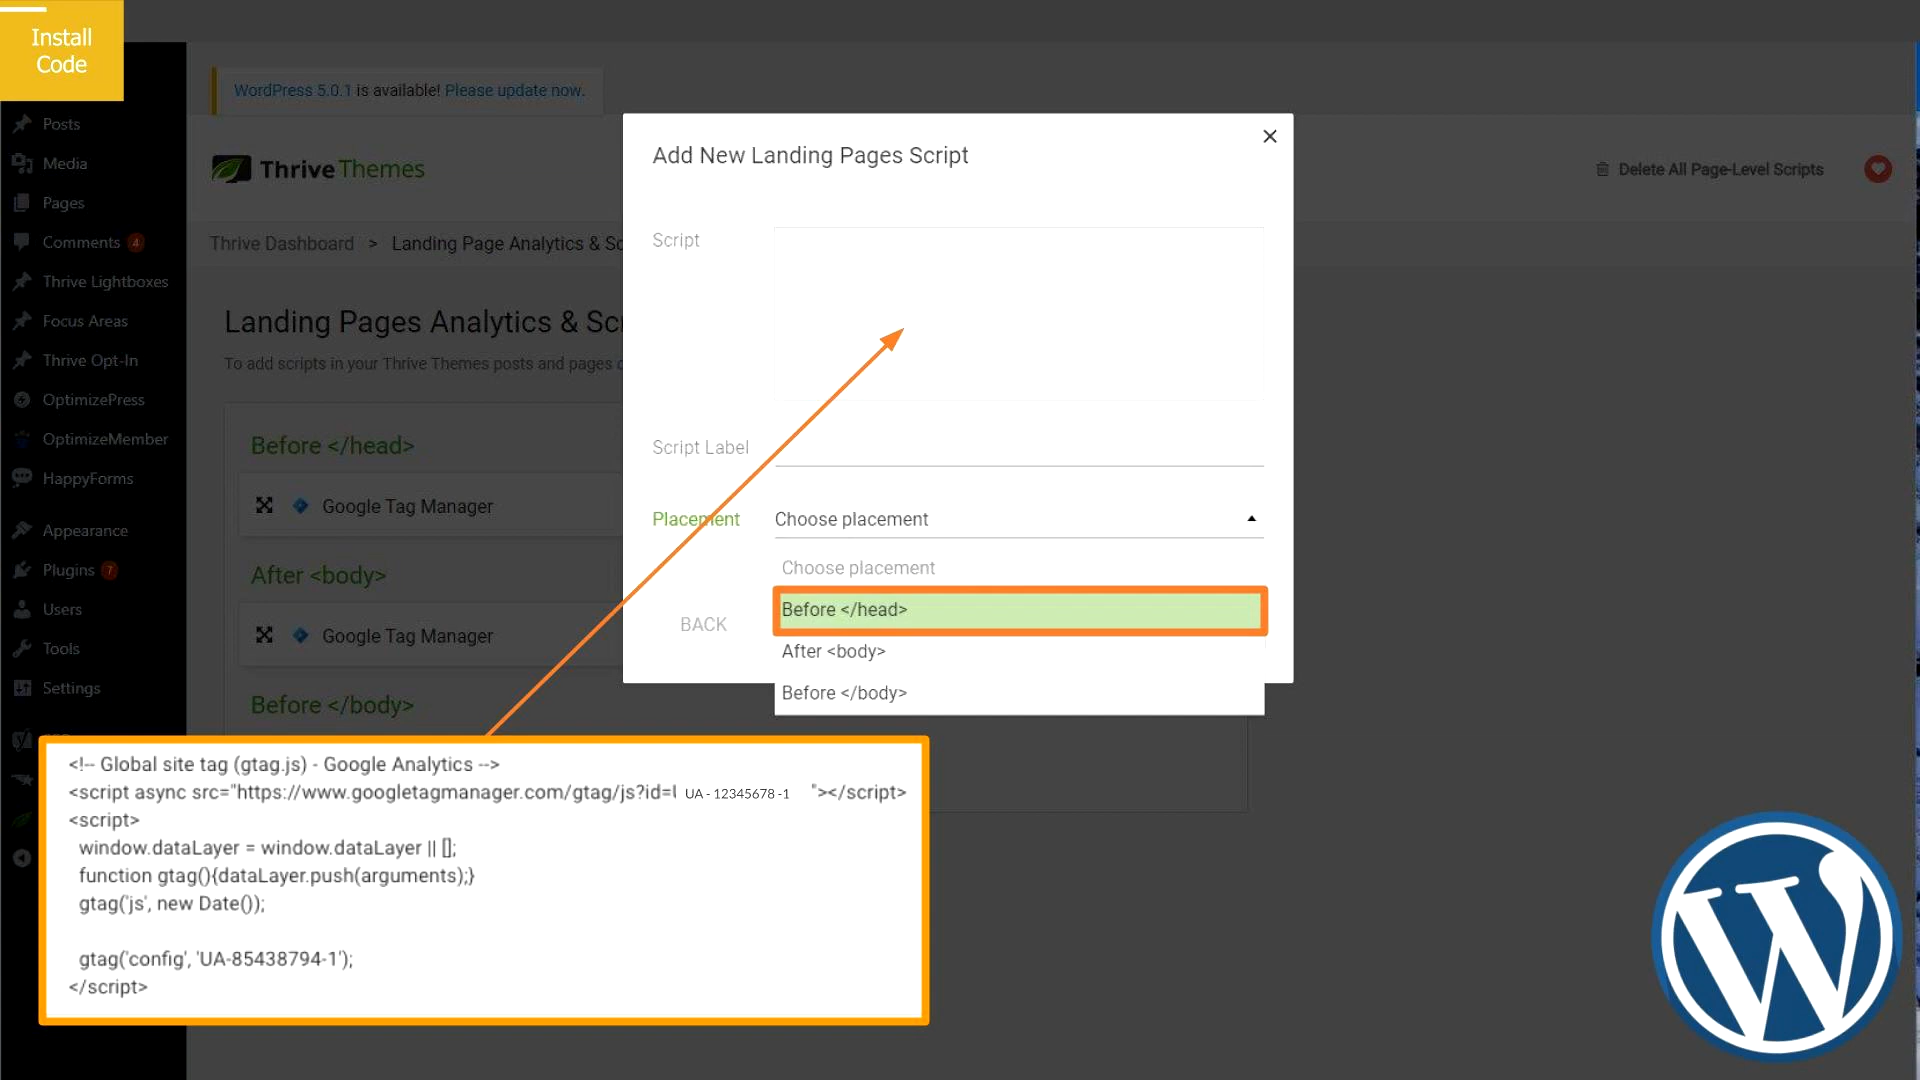 Install
Code
WordPress 5.0.1 is available! Please update now.
Posts
Media
Pages
Comments 4
Thrive Lightboxes
Focus Areas
Thrive Opt-In
OptimizePress
OptimizeMember
HappyForms
Appearance
Plugins 7
Users
Tools
Settings
Thrive Themes
Delete All Page-Level Scripts
Thrive Dashboard > Landing Page Analytics &
Landing Pages Analytics &
To add scripts in your Thrive Themes posts and pages
Before </head>
Google Tag Manager
After <body>
Google Tag Manager
Before </body>
Add New Landing Pages Script
×
Script
Script Label
Placement
Choose placement
Choose placement
Before </head>
After <body>
Before </body>
BACK
<!-- Global site tag (gtag.js) - Google Analytics -->
<script async src="https://www.googletagmanager.com/gtag/js?id=U UA - 12345678 -1 "></script>
<script>
window.dataLayer = window.dataLayer || [];
function gtag(){dataLayer.push(arguments);}
gtag('js', new Date());
gtag('config', 'UA-85438794-1');
</script>
W